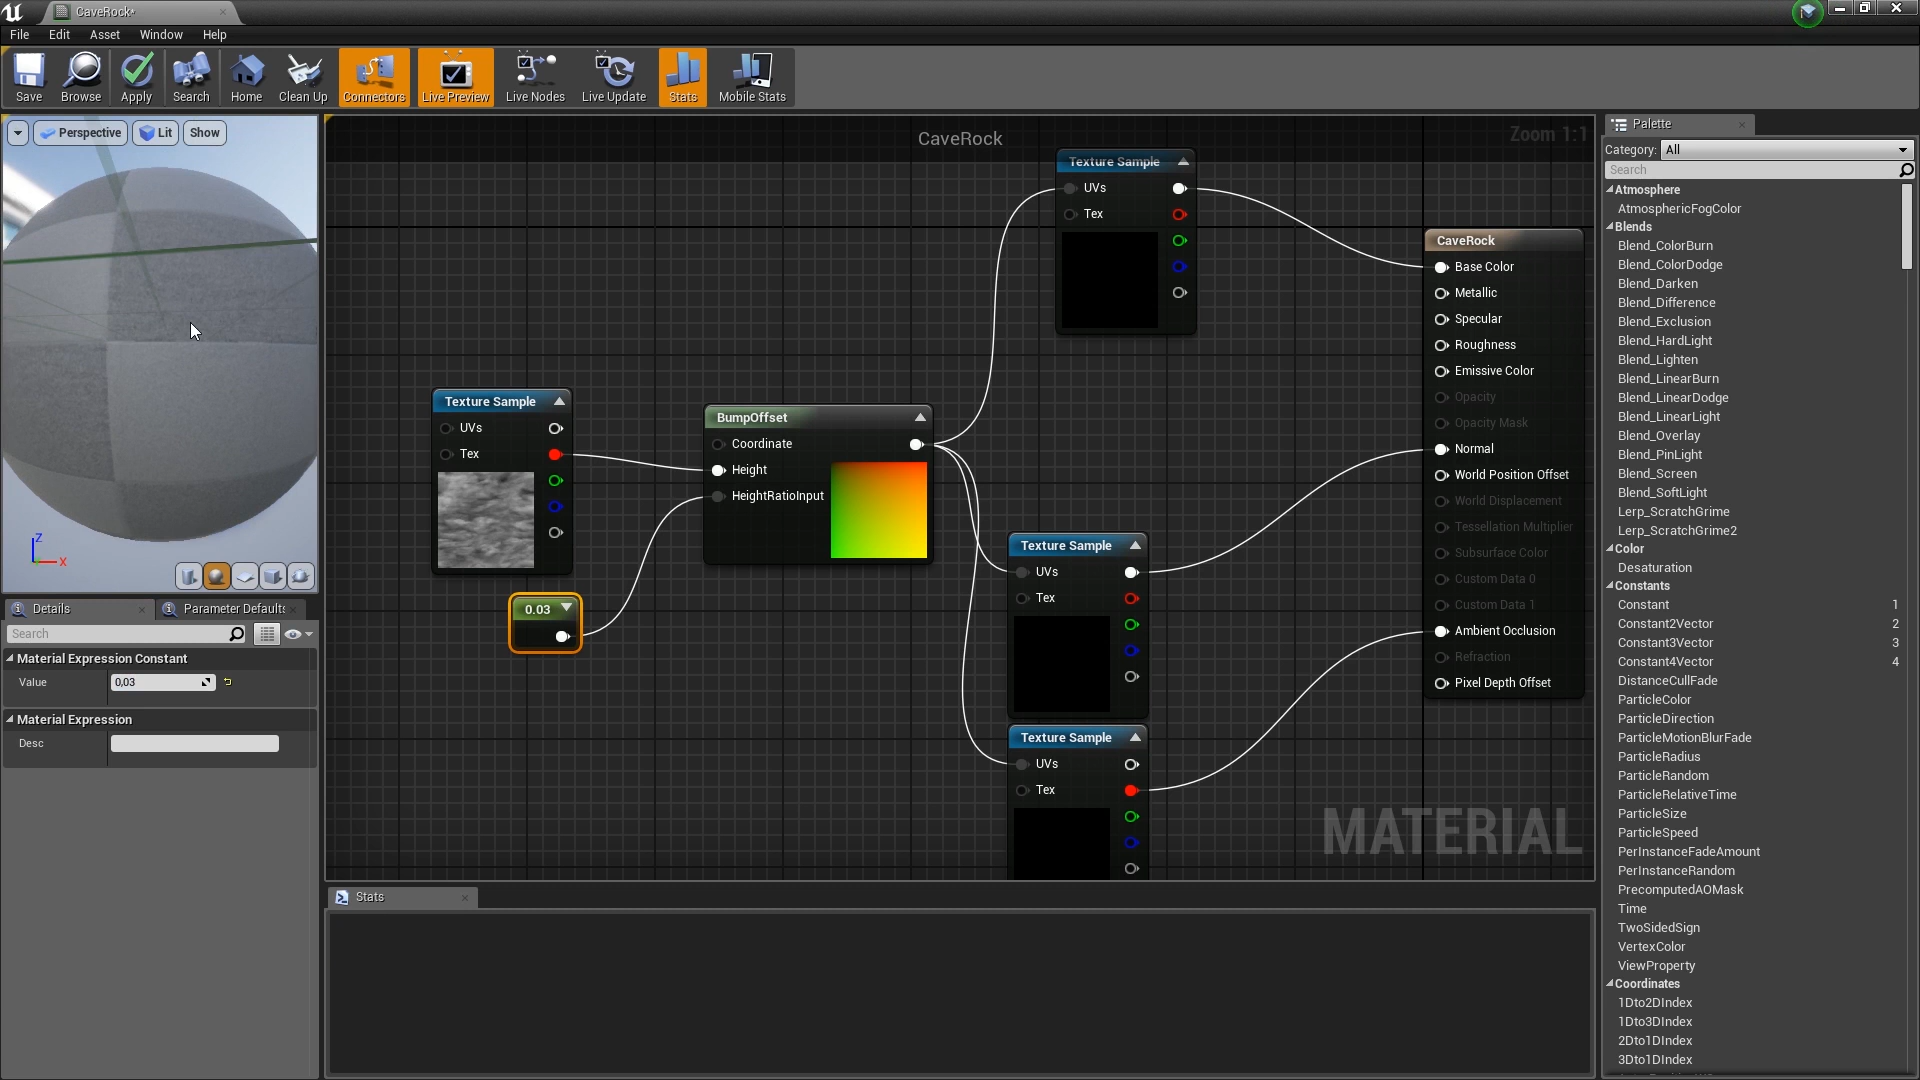 CaveRock*
File Edit Asset Window Help
Save Browse Apply Search Home Clean Up Connectors Live Preview Live Nodes Live Update Stats Mobile Stats
Perspective Lit Show
Z
X
Details Parameter Defaults
Search
Material Expression Constant
Value 0,03
Material Expression
Desc
CaveRock
Zoom 1:1
Texture Sample
UVs
Tex
Texture Sample
UVs
Tex
0.03
BumpOffset
Coordinate
Height
HeightRatioInput
Texture Sample
UVs
Tex
Texture Sample
UVs
Tex
CaveRock
Base Color
Metallic
Specular
Roughness
Emissive Color
Opacity
Opacity Mask
Normal
World Position Offset
World Displacement
Tessellation Multiplier
Subsurface Color
Custom Data 0
Custom Data 1
Ambient Occlusion
Refraction
Pixel Depth Offset
MATERIAL
Stats
Palette
Category: All
Search
Atmosphere
AtmosphericFogColor
Blends
Blend_ColorBurn
Blend_ColorDodge
Blend_Darken
Blend_Difference
Blend_Exclusion
Blend_HardLight
Blend_Lighten
Blend_LinearBurn
Blend_LinearDodge
Blend_LinearLight
Blend_Overlay
Blend_PinLight
Blend_Screen
Blend_SoftLight
Lerp_ScratchGrime
Lerp_ScratchGrime2
Color
Desaturation
Constants
Constant 1
Constant2Vector 2
Constant3Vector 3
Constant4Vector 4
DistanceCullFade
ParticleColor
ParticleDirection
ParticleMotionBlurFade
ParticleRadius
ParticleRandom
ParticleRelativeTime
ParticleSize
ParticleSpeed
PerInstanceFadeAmount
PerInstanceRandom
PrecomputedAOMask
Time
TwoSidedSign
VertexColor
ViewProperty
Coordinates
1Dto2DIndex
1Dto3DIndex
2Dto1DIndex
3Dto1DIndex